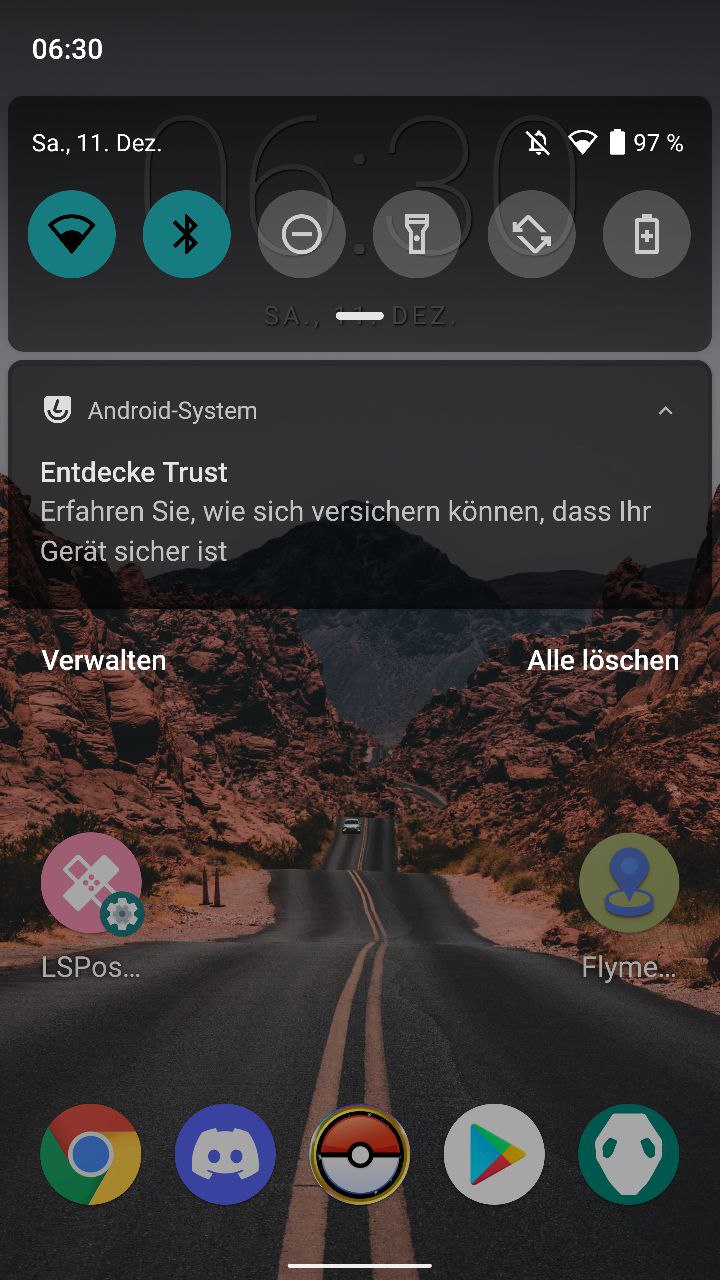 06:30
06:30
Sa., 11. Dez.
97 %
SA., 11. DEZ.
Android-System
Entdecke Trust
Erfahren Sie, wie sich versichern können, dass Ihr
Gerät sicher ist
Verwalten
Alle löschen
LSPos...
Flyme...